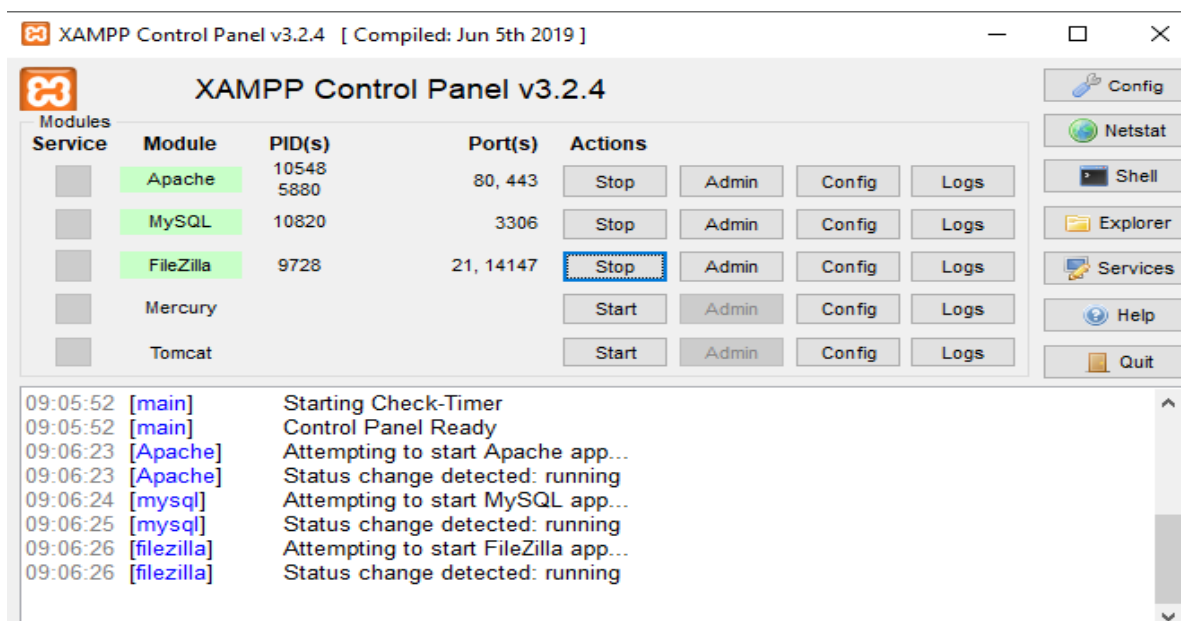 XAMPP Control Panel v3.2.4 [ Compiled: Jun 5th 2019 ]
XAMPP Control Panel v3.2.4
Config
Modules
Netstat
Service Module PID(s) Port(s) Actions
Apache 10548 5880 80, 443 Stop Admin Config Logs
Shell
MySQL 10820 3306 Stop Admin Config Logs
Explorer
FileZilla 9728 21, 14147 Stop Admin Config Logs
Services
Mercury Start Admin Config Logs
Help
Tomcat Start Admin Config Logs
Quit
09:05:52 [main] Starting Check-Timer
09:05:52 [main] Control Panel Ready
09:06:23 [Apache] Attempting to start Apache app...
09:06:23 [Apache] Status change detected: running
09:06:24 [mysql] Attempting to start MySQL app...
09:06:25 [mysql] Status change detected: running
09:06:26 [filezilla] Attempting to start FileZilla app...
09:06:26 [filezilla] Status change detected: running